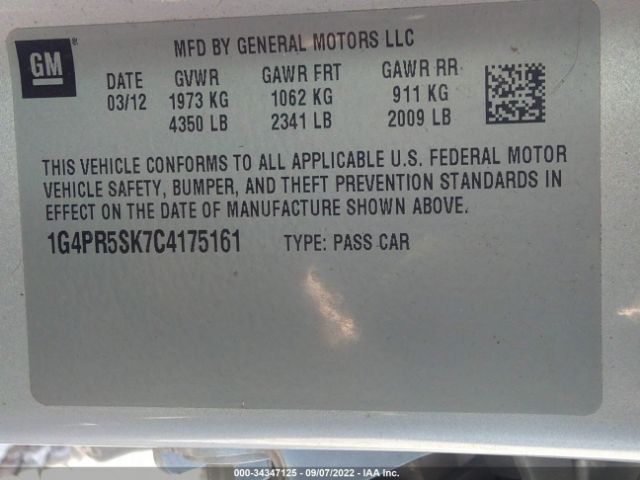 GM ®
MFD BY GENERAL MOTORS LLC
DATE GVWR GAWR FRT GAWR RR
03/12 1973 KG 1062 KG 911 KG
4350 LB 2341 LB 2009 LB
THIS VEHICLE CONFORMS TO ALL APPLICABLE U.S. FEDERAL MOTOR
VEHICLE SAFETY, BUMPER, AND THEFT PREVENTION STANDARDS IN
EFFECT ON THE DATE OF MANUFACTURE SHOWN ABOVE.
1G4PR5SK7C4175161 TYPE: PASS CAR
000-34347125 - 09/07/2022 - IAA Inc.